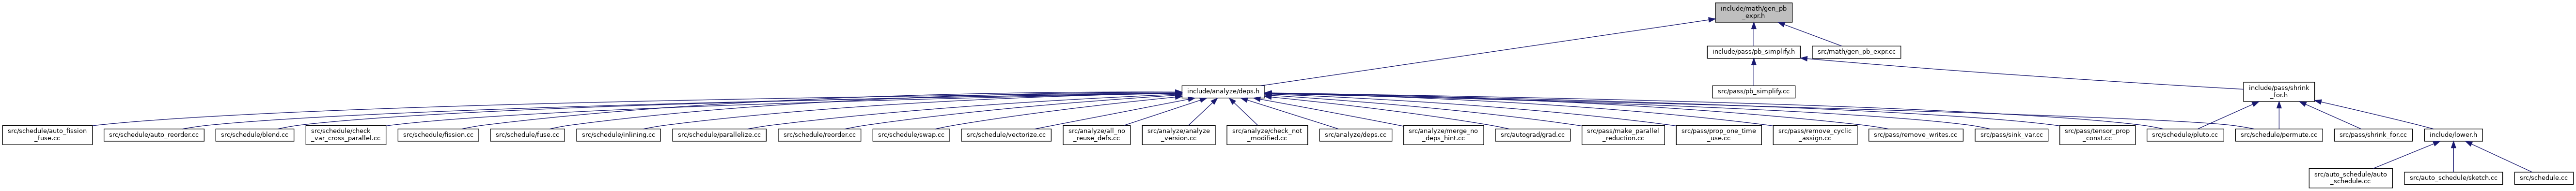 include/math/gen_pb
_expr.h
include/pass/pb_simplify.h
src/math/gen_pb_expr.cc
include/analyze/deps.h
src/pass/pb_simplify.cc
include/pass/shrink
_for.h
src/schedule/auto_fission
_fuse.cc
src/schedule/auto_reorder.cc
src/schedule/blend.cc
src/schedule/check
_var_cross_parallel.cc
src/schedule/fission.cc
src/schedule/fuse.cc
src/schedule/inlining.cc
src/schedule/parallelize.cc
src/schedule/reorder.cc
src/schedule/swap.cc
src/schedule/vectorize.cc
src/analyze/all_no
_reuse_defs.cc
src/analyze/analyze
_version.cc
src/analyze/check_not
_modified.cc
src/analyze/deps.cc
src/analyze/merge_no
_deps_hint.cc
src/autograd/grad.cc
src/pass/make_parallel
_reduction.cc
src/pass/prop_one_time
_use.cc
src/pass/remove_cyclic
_assign.cc
src/pass/remove_writes.cc
src/pass/sink_var.cc
src/pass/tensor_prop
_const.cc
src/schedule/pluto.cc
src/schedule/permute.cc
src/pass/shrink_for.cc
include/lower.h
src/auto_schedule/auto
_schedule.cc
src/auto_schedule/sketch.cc
src/schedule.cc